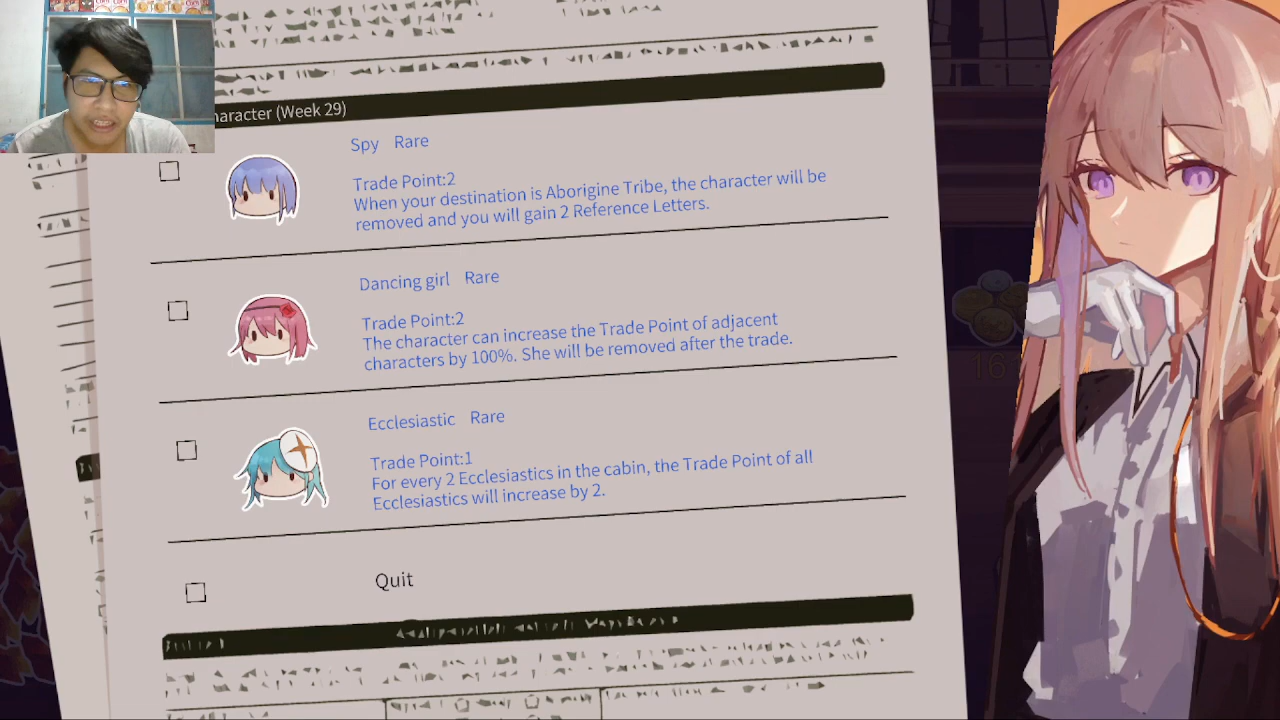 haracter (Week 29)
Spy Rare
Trade Point:2
When your destination is Aborigine Tribe, the character will be
removed and you will gain 2 Reference Letters.
Dancing girl Rare
Trade Point:2
The character can increase the Trade Point of adjacent
characters by 100%. She will be removed after the trade.
Ecclesiastic Rare
Trade Point:1
For every 2 Ecclesiastics in the cabin, the Trade Point of all
Ecclesiastics will increase by 2.
Quit